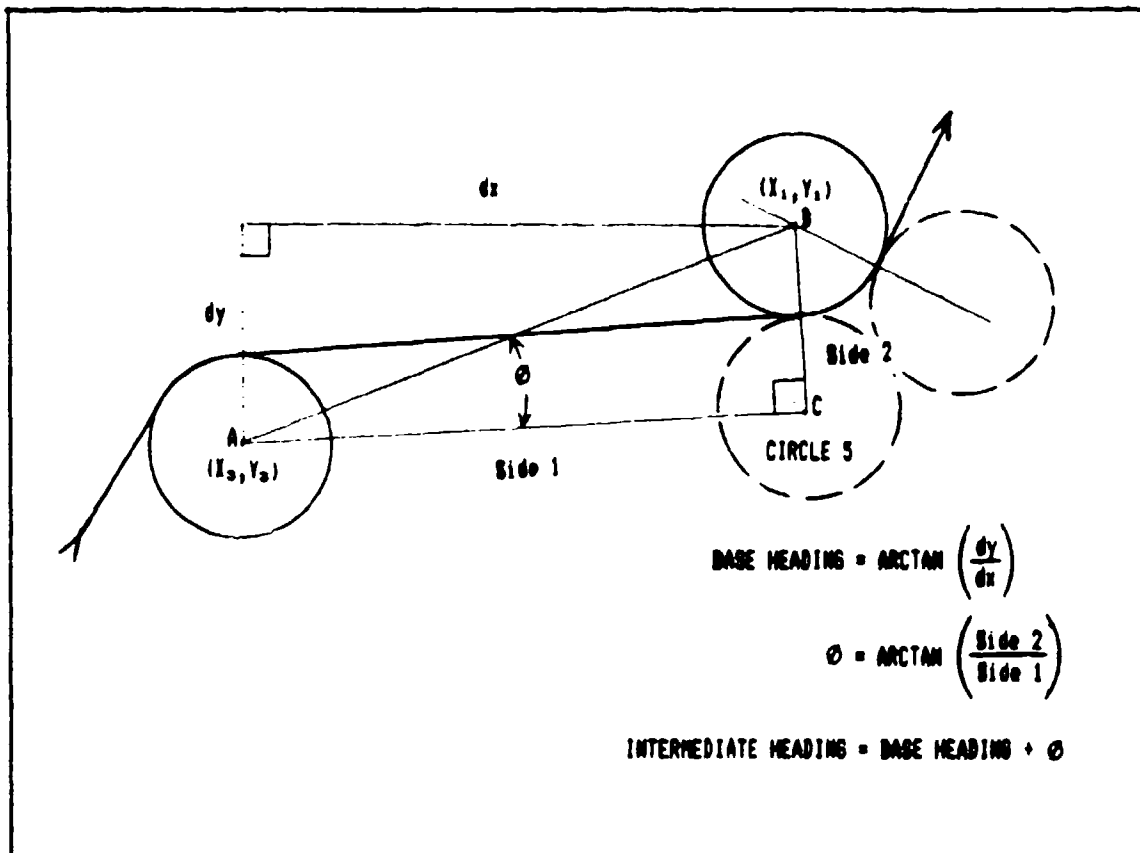 dx
(X₁,Y₁)
B
dy
Ø
Side 2
A
C
(X₃,Y₃)
Side 1
CIRCLE 5
BASE HEADING = ARCTAN (dy/dx)
Ø = ARCTAN (Side 2/Side 1)
INTERMEDIATE HEADING = BASE HEADING + Ø